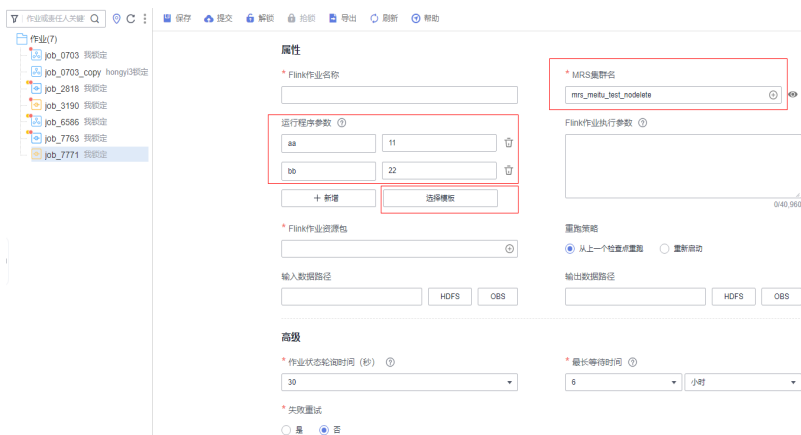 作业或责任人关键
保存 提交 解锁 抢锁 导出 刷新 帮助
作业(7)
job_0703 我锁定
job_0703_copy hongyi3锁定
job_2818 我锁定
job_3190 我锁定
job_6586 我锁定
job_7763 我锁定
job_7771 我锁定
属性
* Flink作业名称
* MRS集群名
mrs_meitu_test_nodelete
运行程序参数
Flink作业执行参数
aa 11
bb 22
+ 新增 选择模板
0/40,960
* Flink作业资源包
重跑策略
从上一个检查点重跑 重新启动
输入数据路径
输出数据路径
HDFS OBS
HDFS OBS
高级
* 作业状态轮询时间（秒）
* 最长等待时间
30
6 小时
* 失败重试
是 否